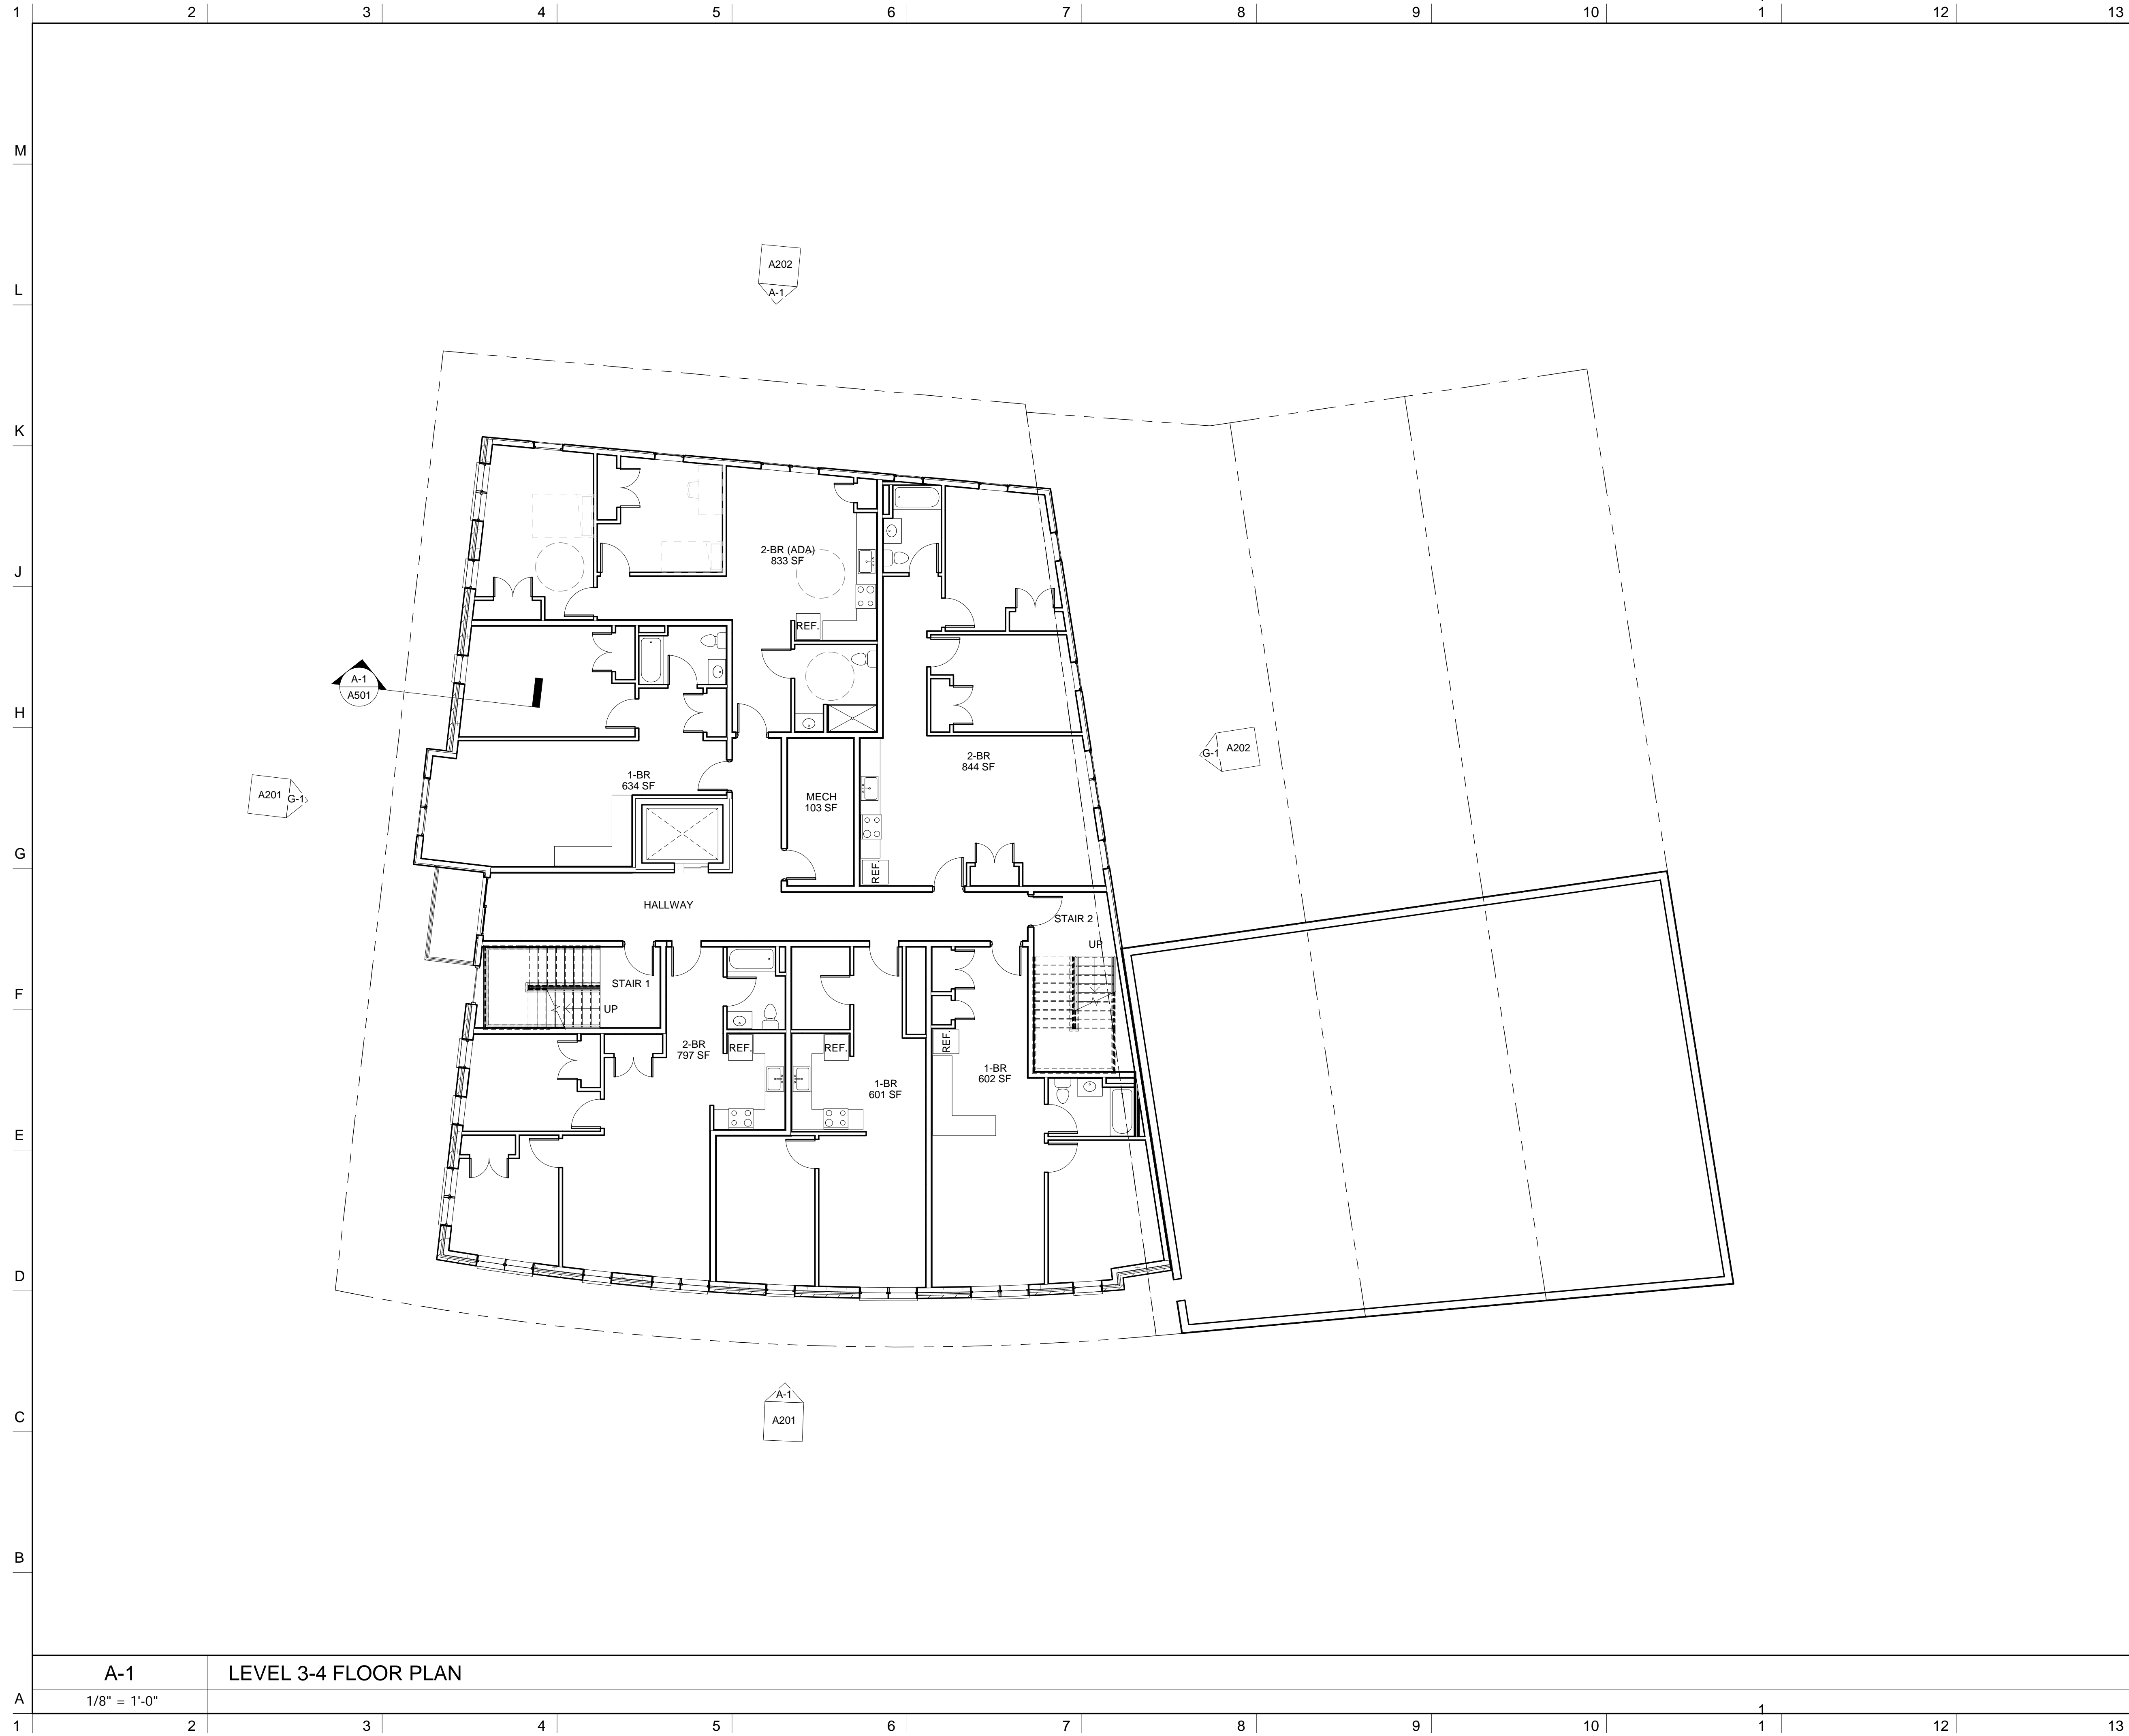 1 2 3 4 5 6 7 8 9 10 1 12 13
M
A202
L
A-1
K
2-BR (ADA)
833 SF
J
REF.
A-1
A501
H
G-1 A202
2-BR
844 SF
1-BR
634 SF
A201 G-1
MECH
103 SF
G
REF.
HALLWAY
STAIR 2
UP
STAIR 1
F
UP
REF.
2-BR
797 SF
REF.
REF.
1-BR
602 SF
1-BR
601 SF
E
D
A-1
C
A201
B
A-1 LEVEL 3-4 FLOOR PLAN
A
1/8" = 1'-0"
1
1 2 3 4 5 6 7 8 9 10 1 12 13